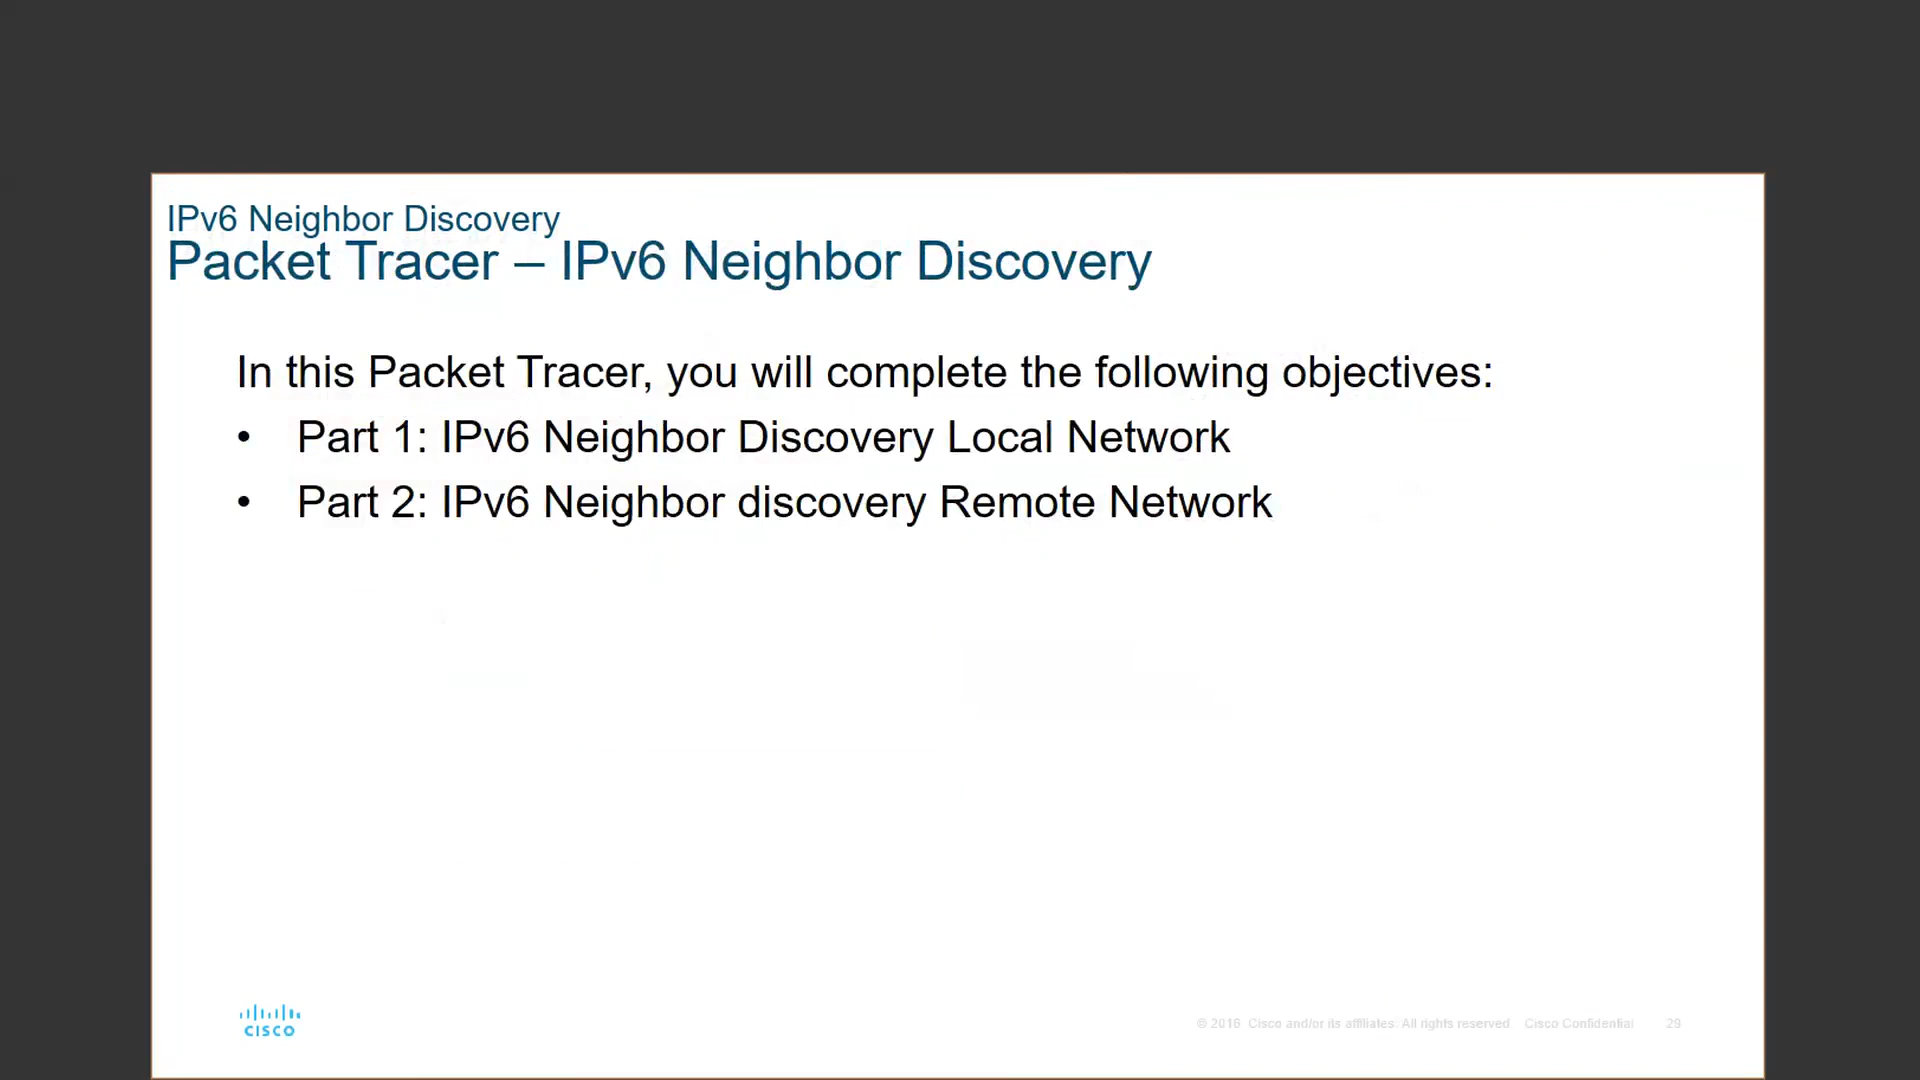 IPv6 Neighbor Discovery
Packet Tracer – IPv6 Neighbor Discovery
In this Packet Tracer, you will complete the following objectives:
• Part 1: IPv6 Neighbor Discovery Local Network
• Part 2: IPv6 Neighbor discovery Remote Network
CISCO
© 2016 Cisco and/or its affiliates. All rights reserved. Cisco Confidential 29